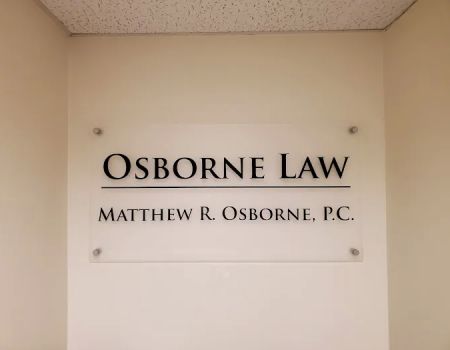 Osborne Law
Matthew R. Osborne, P.C.